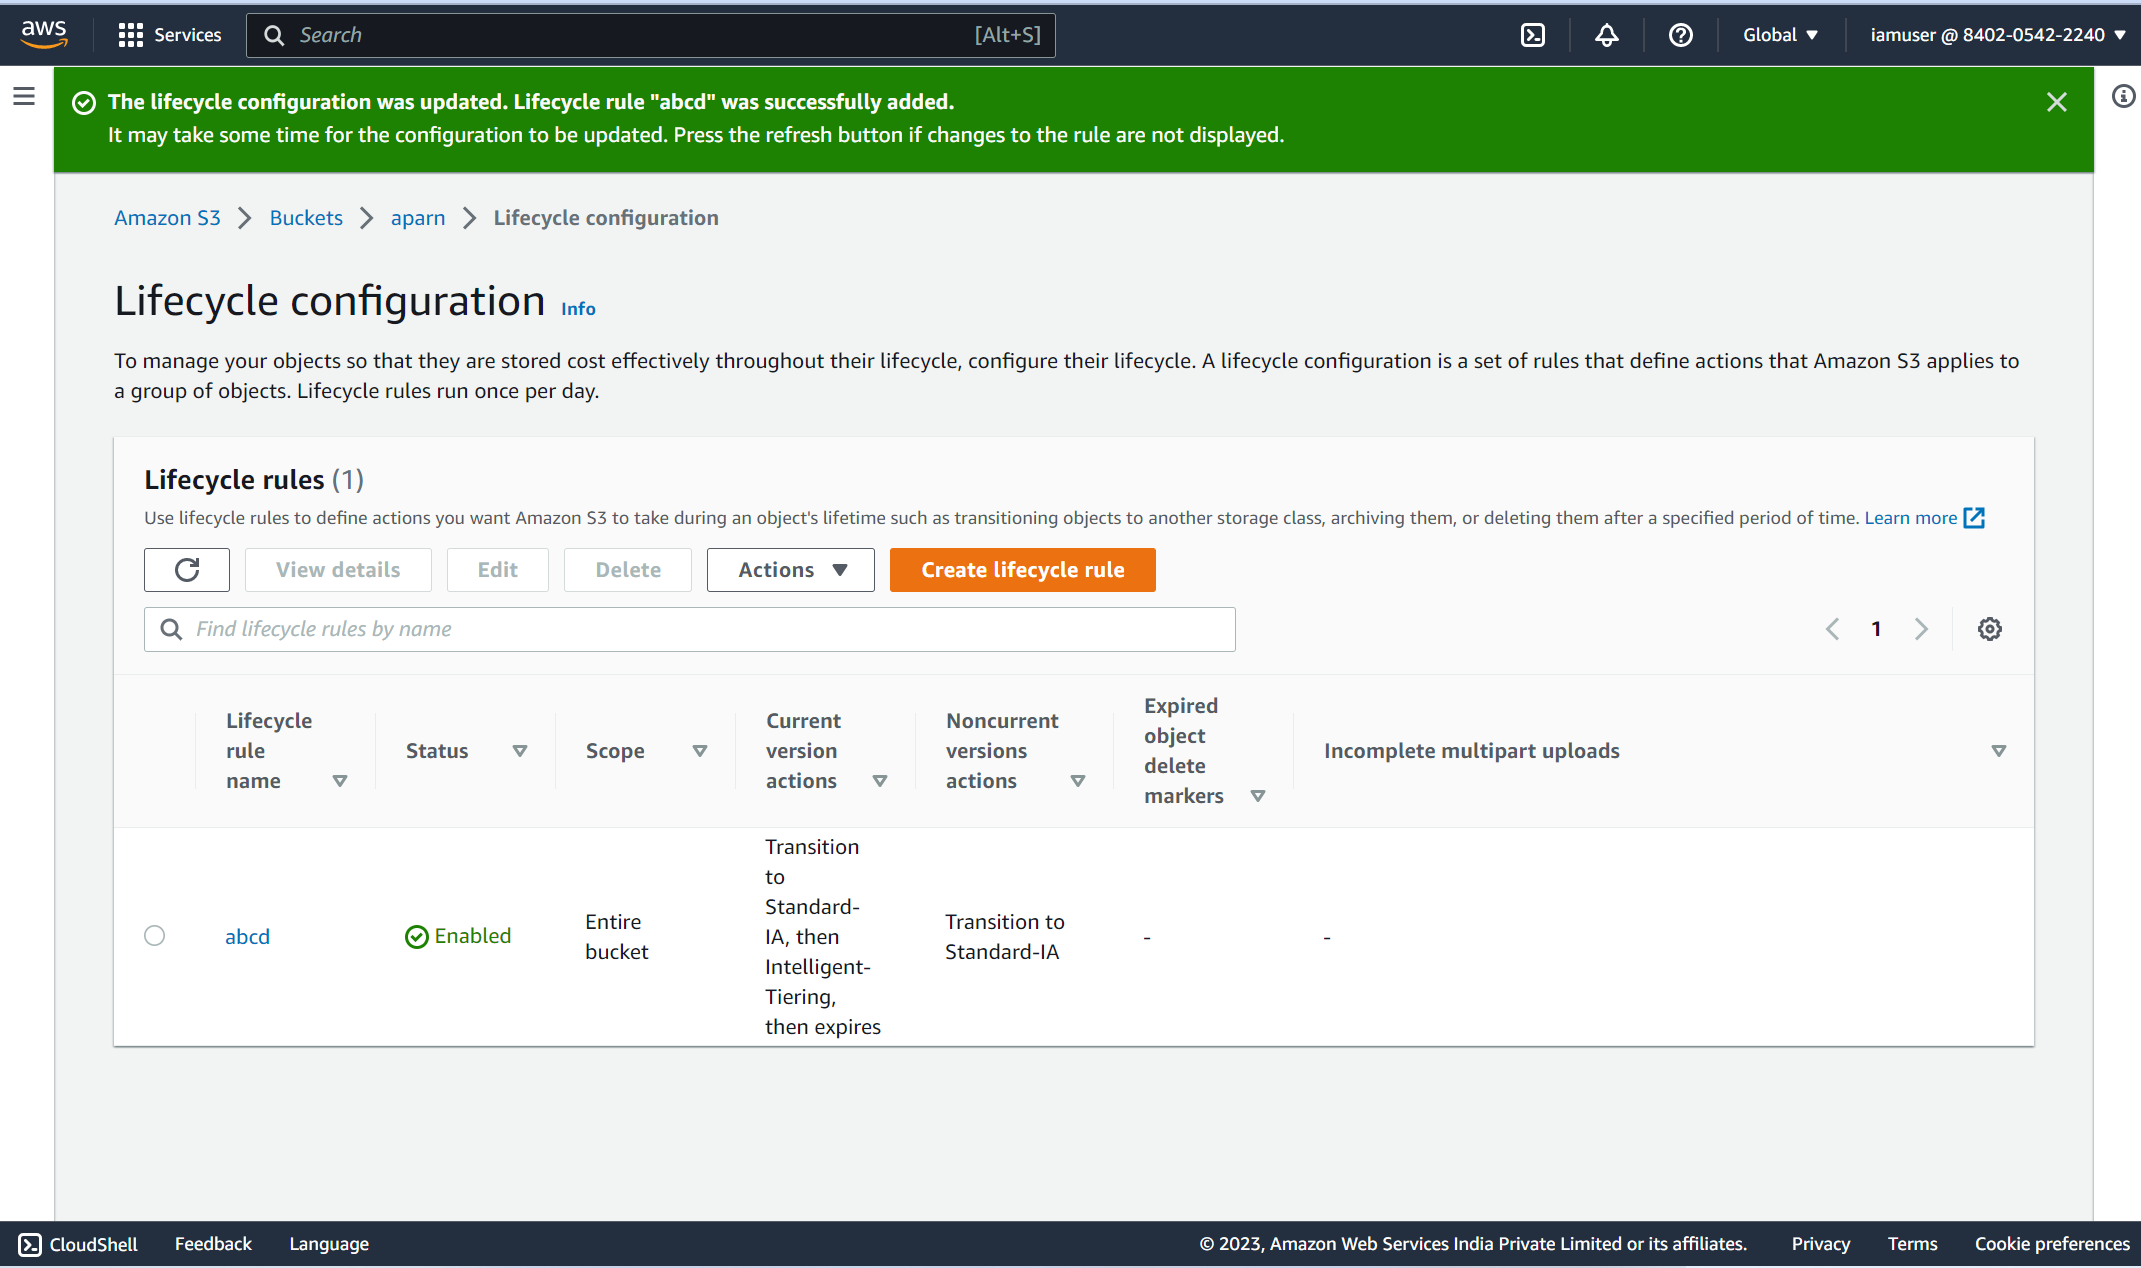 aws
Services
Search
[Alt+S]
Global
iamuser @ 8402-0542-2240
The lifecycle configuration was updated. Lifecycle rule "abcd" was successfully added.
It may take some time for the configuration to be updated. Press the refresh button if changes to the rule are not displayed.
Amazon S3 > Buckets > aparn > Lifecycle configuration
Lifecycle configuration Info
To manage your objects so that they are stored cost effectively throughout their lifecycle, configure their lifecycle. A lifecycle configuration is a set of rules that define actions that Amazon S3 applies to
a group of objects. Lifecycle rules run once per day.
Lifecycle rules (1)
Use lifecycle rules to define actions you want Amazon S3 to take during an object's lifetime such as transitioning objects to another storage class, archiving them, or deleting them after a specified period of time. Learn more
View details
Edit
Delete
Actions
Create lifecycle rule
Find lifecycle rules by name
1
Lifecycle
rule
name
Status
Scope
Current
version
actions
Noncurrent
versions
actions
Expired
object
delete
markers
Incomplete multipart uploads
abcd
Enabled
Entire
bucket
Transition
to
Standard-
IA, then
Intelligent-
Tiering,
then expires
Transition to
Standard-IA
-
-
CloudShell
Feedback
Language
© 2023, Amazon Web Services India Private Limited or its affiliates.
Privacy
Terms
Cookie preferences